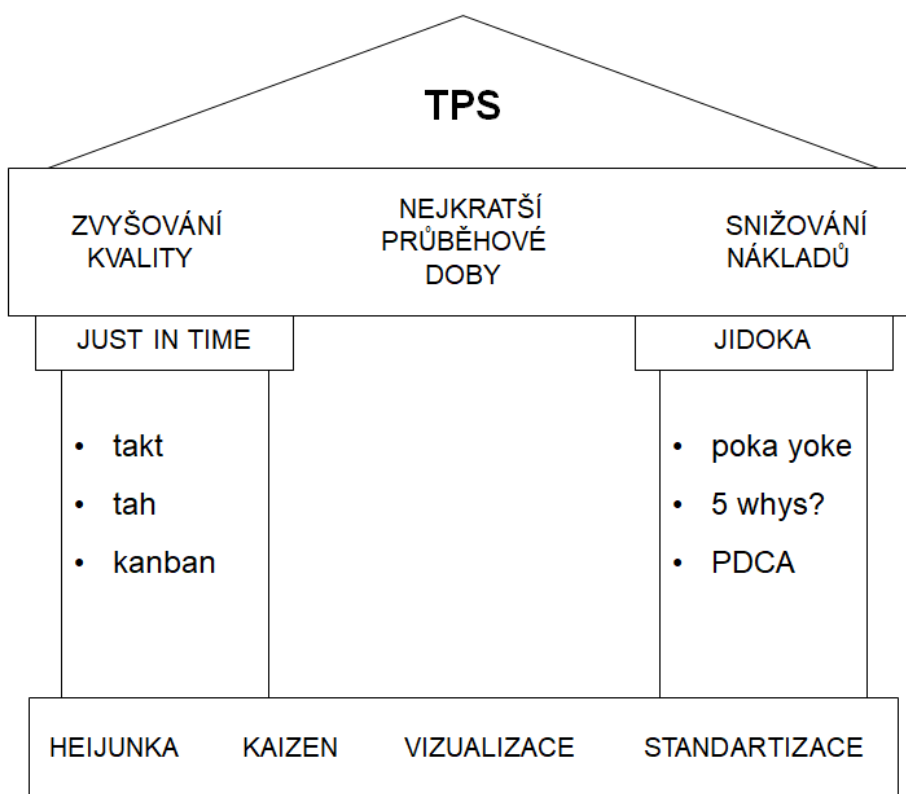 TPS
ZVYŠOVÁNÍ
KVALITY
NEJKRATŠÍ
PRŮBĚHOVÉ
DOBY
SNIŽOVÁNÍ
NÁKLADŮ
JUST IN TIME
JIDOKA
• takt
• tah
• kanban
• poka yoke
• 5 whys?
• PDCA
HEIJUNKA KAIZEN VIZUALIZACE STANDARTIZACE